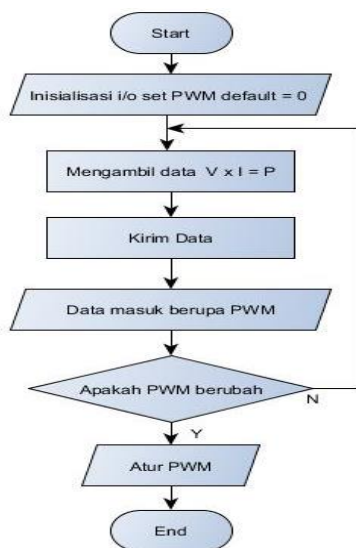 Start
Inisialisasi i/o set PWM default = 0
Mengambil data V x I = P
Kirim Data
Data masuk berupa PWM
Apakah PWM berubah
N
Y
Atur PWM
End